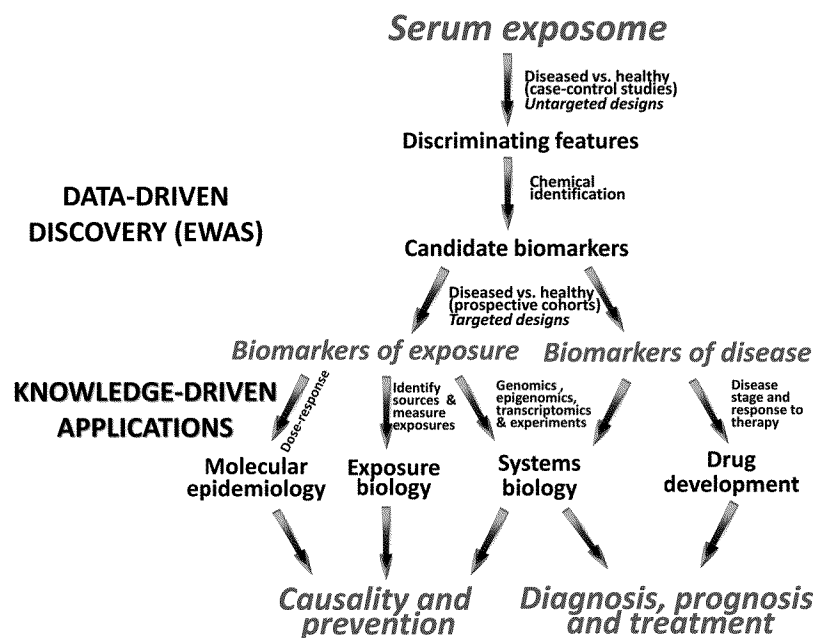 Serum exposome
Diseased vs. healthy
(case-control studies)
Untargeted designs
Discriminating features
Chemical
identification
DATA-DRIVEN
DISCOVERY (EWAS)
Candidate biomarkers
Diseased vs. healthy
(prospective cohorts)
Targeted designs
Biomarkers of exposure
Biomarkers of disease
KNOWLEDGE-DRIVEN
APPLICATIONS
Dose-response
Identify
sources &
measure
exposures
Genomics ,
epigenomics,
transcriptomics
& experiments
Disease
stage and
response to
therapy
Molecular
epidemiology
Exposure
biology
Systems
biology
Drug
development
Causality and
prevention
Diagnosis, prognosis
and treatment